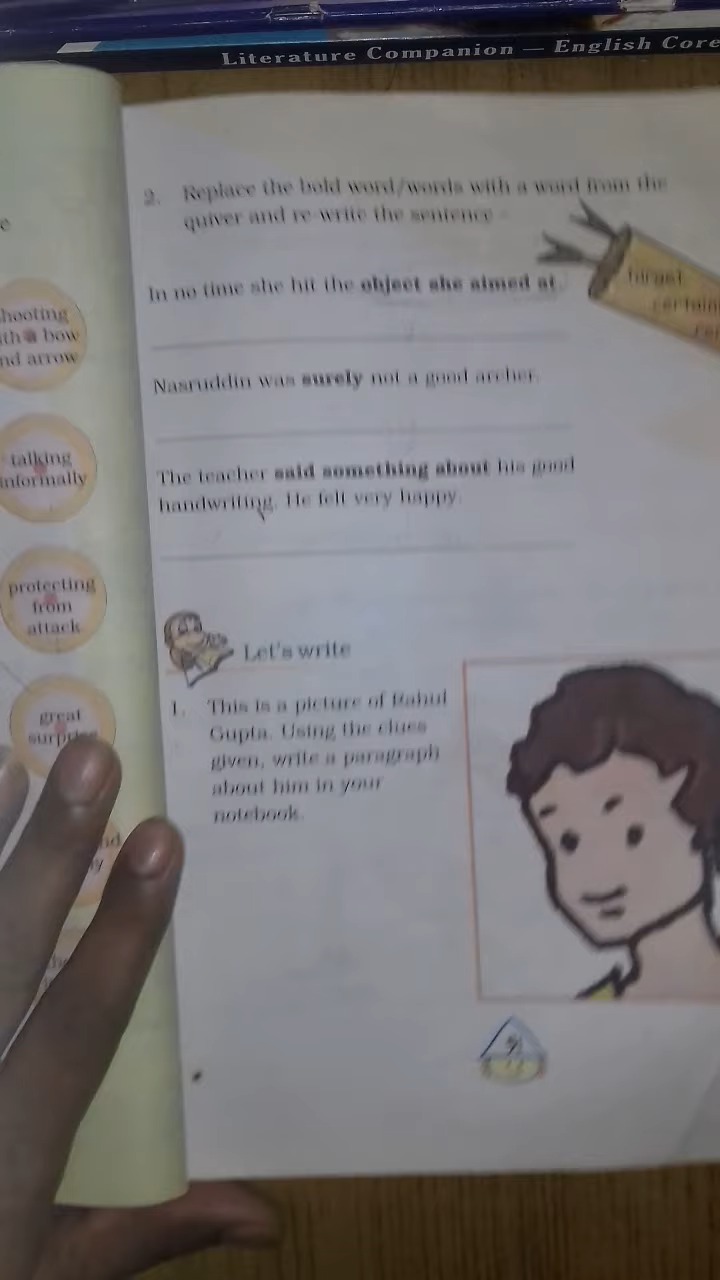 Literature Companion — English Core
2. Replace the bold word/words with a word from the
quiver and re-write the sentence -
target
In no time she hit the object she aimed at.
Nasruddin was surely not a good archer.
The teacher said something about his good
handwriting. He felt very happy.
Let's write
1. This is a picture of Rahul
Gupta. Using the clues
given, write a paragraph
about him in your
notebook.
hooting
a bow
nd arrow
talking
informally
protecting
from
attack
great